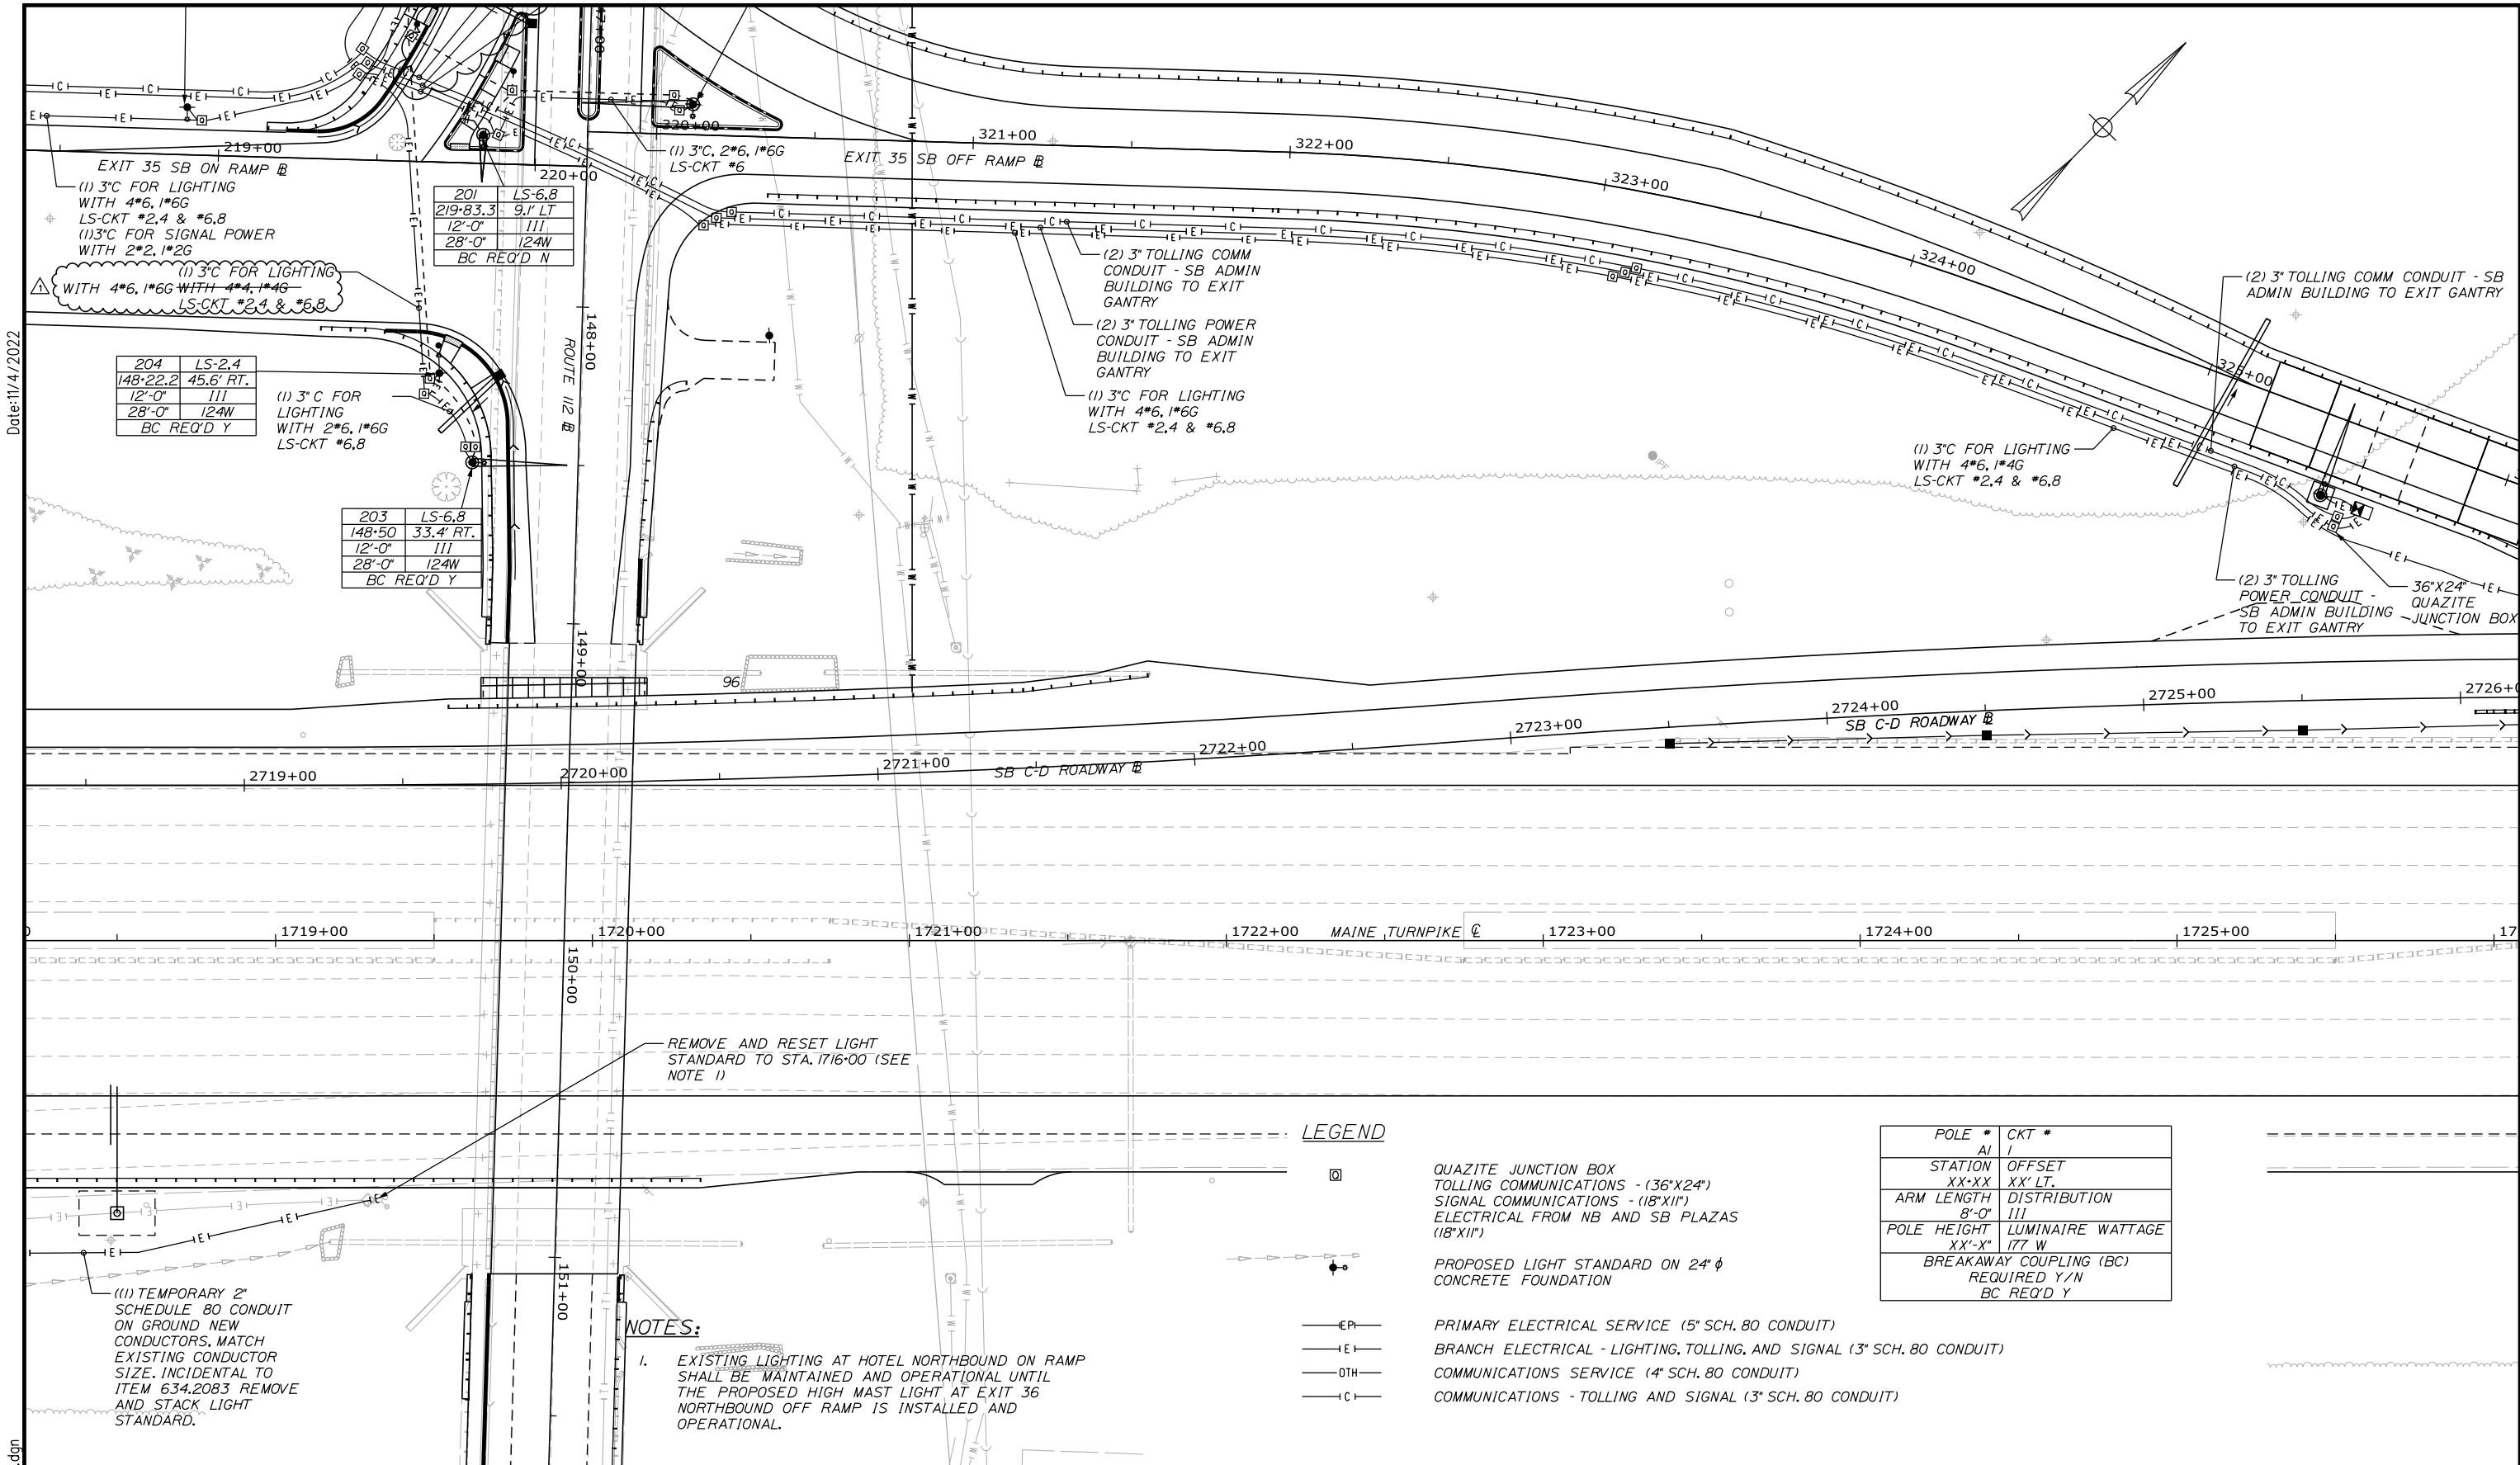 Date:11/4/2022
.dgn
219+00
EXIT 35 SB ON RAMP BL
(1) 3"C FOR LIGHTING
WITH 4#6, 1#6G
LS-CKT #2,4 & #6,8
(1)3"C FOR SIGNAL POWER
WITH 2#2, 1#2G
(1) 3"C FOR LIGHTING
WITH 4#6, 1#6G WITH 4#4, 1#4G
LS-CKT #2,4 & #6,8
1
201 LS-6,8
219+83.3 9.1' LT
12'-0" III
28'-0" 124W
BC REQ'D N
220+00
147+00
320+00
(1) 3"C, 2#6, 1#6G
LS-CKT #6
EXIT 35 SB OFF RAMP BL
321+00
322+00
323+00
324+00
325+00
204 LS-2,4
148+22.2 45.6' RT.
12'-0" III
28'-0" 124W
BC REQ'D Y
(1) 3" C FOR
LIGHTING
WITH 2#6, 1#6G
LS-CKT #6,8
203 LS-6,8
148+50 33.4' RT.
12'-0" III
28'-0" 124W
BC REQ'D Y
148+00
ROUTE 112 BL
149+00
(2) 3" TOLLING COMM
CONDUIT - SB ADMIN
BUILDING TO EXIT
GANTRY
(2) 3" TOLLING POWER
CONDUIT - SB ADMIN
BUILDING TO EXIT
GANTRY
(1) 3"C FOR LIGHTING
WITH 4#6, 1#6G
LS-CKT #2,4 & #6,8
(2) 3" TOLLING COMM CONDUIT - SB
ADMIN BUILDING TO EXIT GANTRY
(1) 3"C FOR LIGHTING
WITH 4#6, 1#4G
LS-CKT #2,4 & #6,8
IPF
(2) 3" TOLLING
POWER CONDUIT -
SB ADMIN BUILDING
TO EXIT GANTRY
36"X24"
QUAZITE
JUNCTION BOX
96
2719+00
2720+00
2721+00
2722+00
2723+00
2724+00
2725+00
2726+0
SB C-D ROADWAY BL
SB C-D ROADWAY BL
0
1719+00
1720+00
1721+00
1722+00
MAINE TURNPIKE CL
1723+00
1724+00
1725+00
17
150+00
REMOVE AND RESET LIGHT
STANDARD TO STA. 1716+00 (SEE
NOTE 1)
151+00
((1) TEMPORARY 2"
SCHEDULE 80 CONDUIT
ON GROUND NEW
CONDUCTORS, MATCH
EXISTING CONDUCTOR
SIZE. INCIDENTAL TO
ITEM 634.2083 REMOVE
AND STACK LIGHT
STANDARD.
NOTES:
1. EXISTING LIGHTING AT HOTEL NORTHBOUND ON RAMP
SHALL BE MAINTAINED AND OPERATIONAL UNTIL
THE PROPOSED HIGH MAST LIGHT AT EXIT 36
NORTHBOUND OFF RAMP IS INSTALLED AND
OPERATIONAL.
LEGEND
Q QUAZITE JUNCTION BOX
TOLLING COMMUNICATIONS - (36"X24")
SIGNAL COMMUNICATIONS - (18"X11")
ELECTRICAL FROM NB AND SB PLAZAS
(18"X11")
PROPOSED LIGHT STANDARD ON 24" ϕ
CONCRETE FOUNDATION
EP PRIMARY ELECTRICAL SERVICE (5" SCH. 80 CONDUIT)
E BRANCH ELECTRICAL - LIGHTING, TOLLING, AND SIGNAL (3" SCH. 80 CONDUIT)
OTH COMMUNICATIONS SERVICE (4" SCH. 80 CONDUIT)
C COMMUNICATIONS - TOLLING AND SIGNAL (3" SCH. 80 CONDUIT)
POLE # CKT #
A1 1
STATION OFFSET
XX+XX XX' LT.
ARM LENGTH DISTRIBUTION
8'-0" III
POLE HEIGHT LUMINAIRE WATTAGE
XX'-X" 177 W
BREAKAWAY COUPLING (BC)
REQUIRED Y/N
BC REQ'D Y